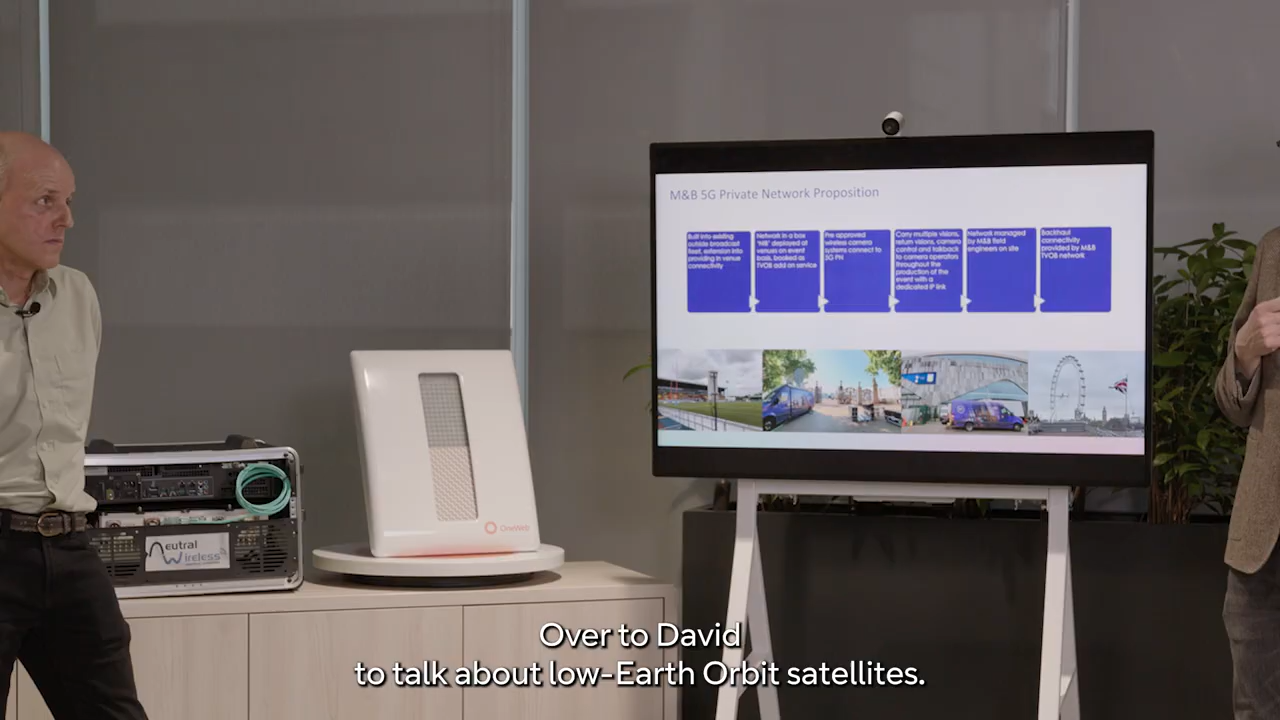 M&B 5G Private Network Proposition
Built into existing
outside broadcast
fleet, extension into
providing in venue
connectivity
Network in a box
'MB' deployed at
venues on event
basis, booked as
TVOB add on service
Pre approved
wireless camera
systems connect to
5G PN
Carry multiple visions,
return visions, camera
control and talkback
to camera operators
throughout the
production of the
event with a
dedicated IP link
Network managed
by M&B field
engineers on site
Backhaul
connectivity
provided by M&B
TVOB network
OneWeb
Neutral
Wireless
Over to David
to talk about low-Earth Orbit satellites.